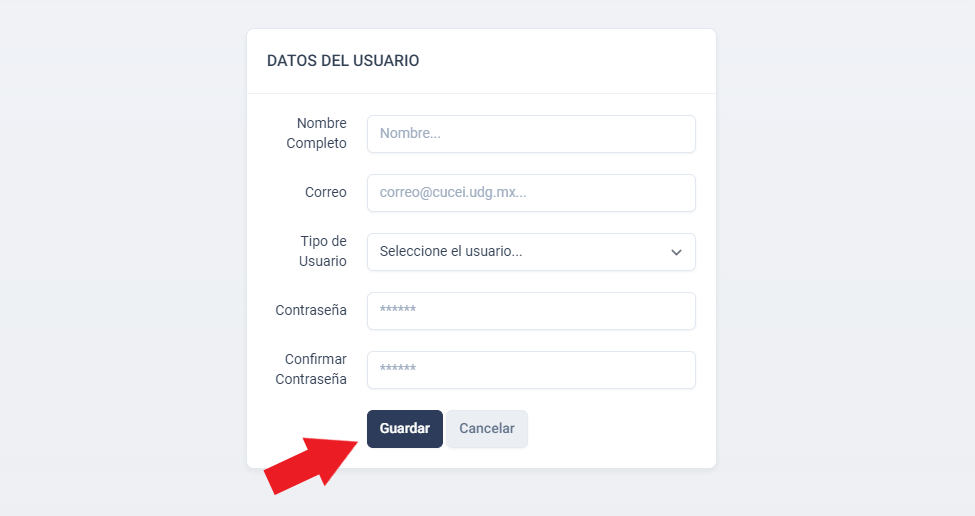 DATOS DEL USUARIO
Nombre
Completo
Nombre...
Correo
correo@cucei.udg.mx...
Tipo de
Usuario
Seleccione el usuario...
Contraseña
******
Confirmar
Contraseña
******
Guardar
Cancelar